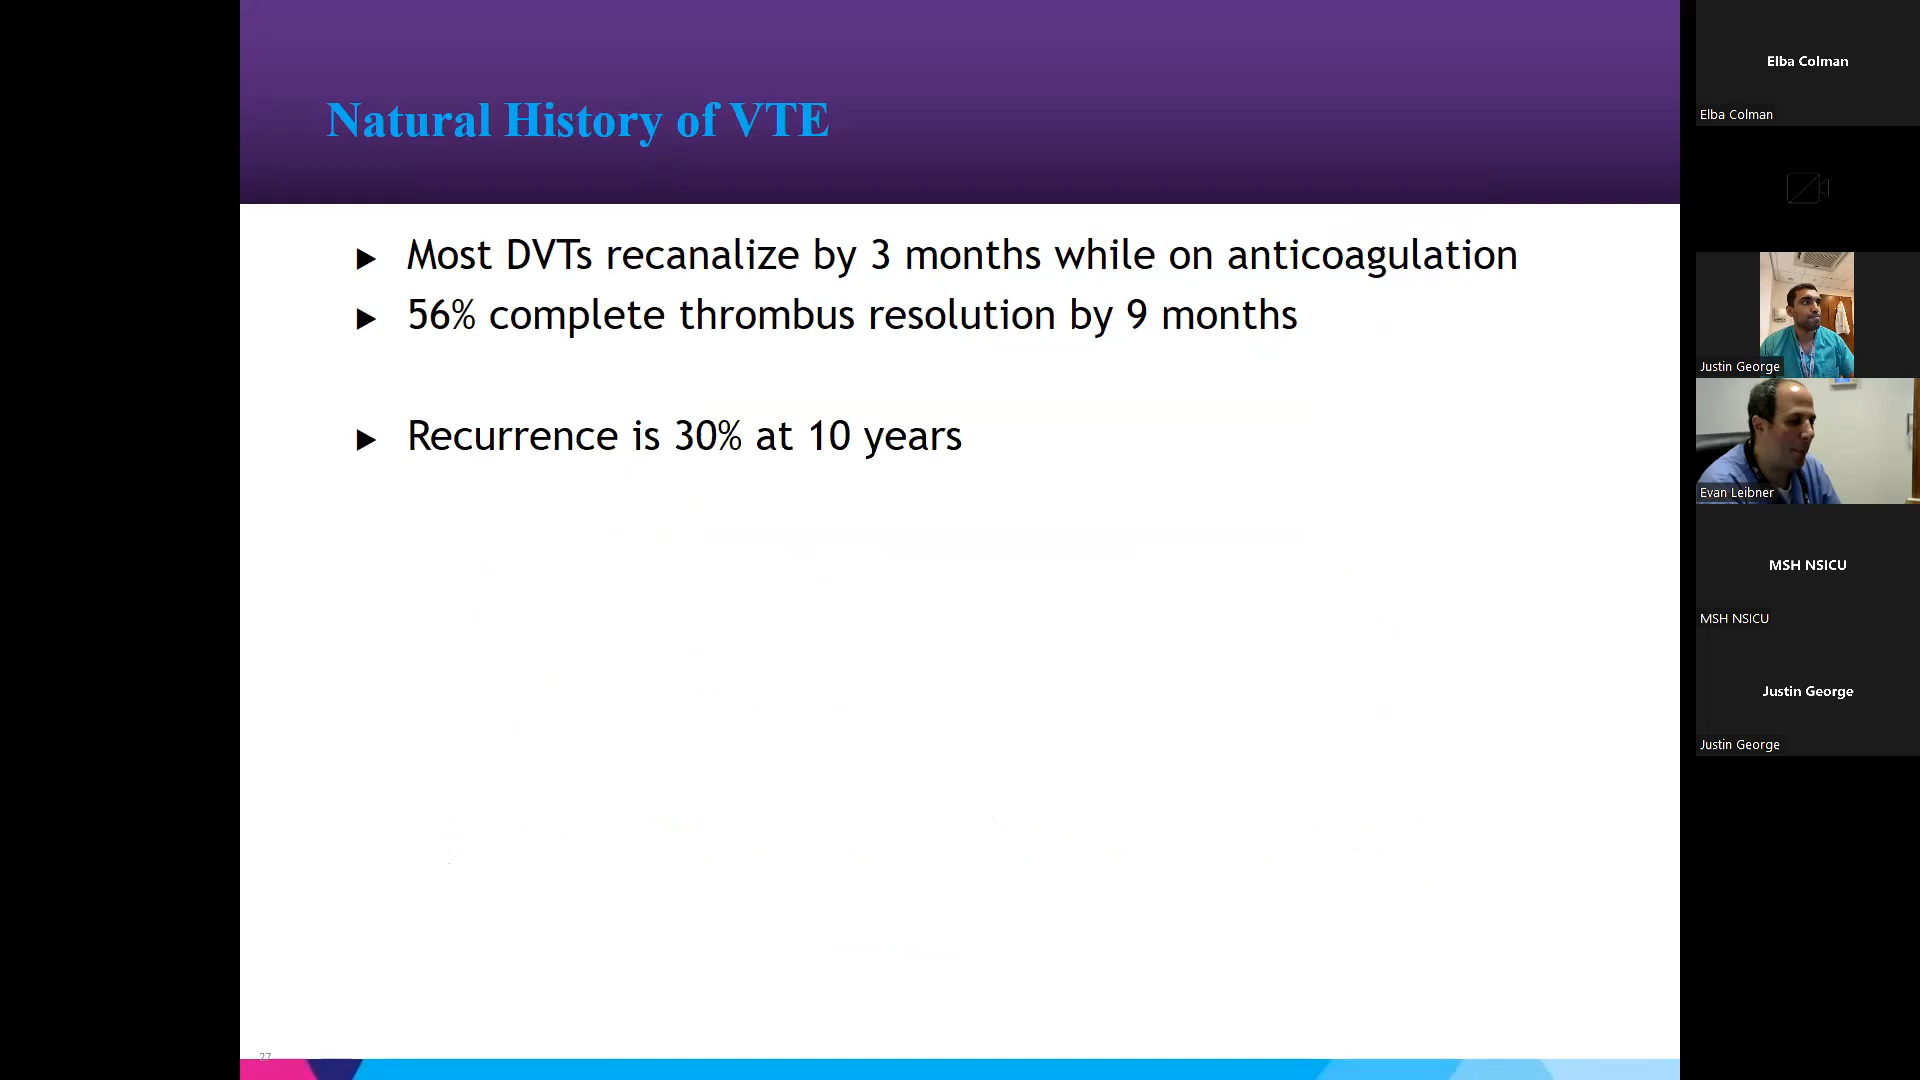 Natural History of VTE
► Most DVTs recanalize by 3 months while on anticoagulation
► 56% complete thrombus resolution by 9 months
► Recurrence is 30% at 10 years
27
Elba Colman
Elba Colman
Justin George
Evan Leibner
MSH NSICU
MSH NSICU
Justin George
Justin George